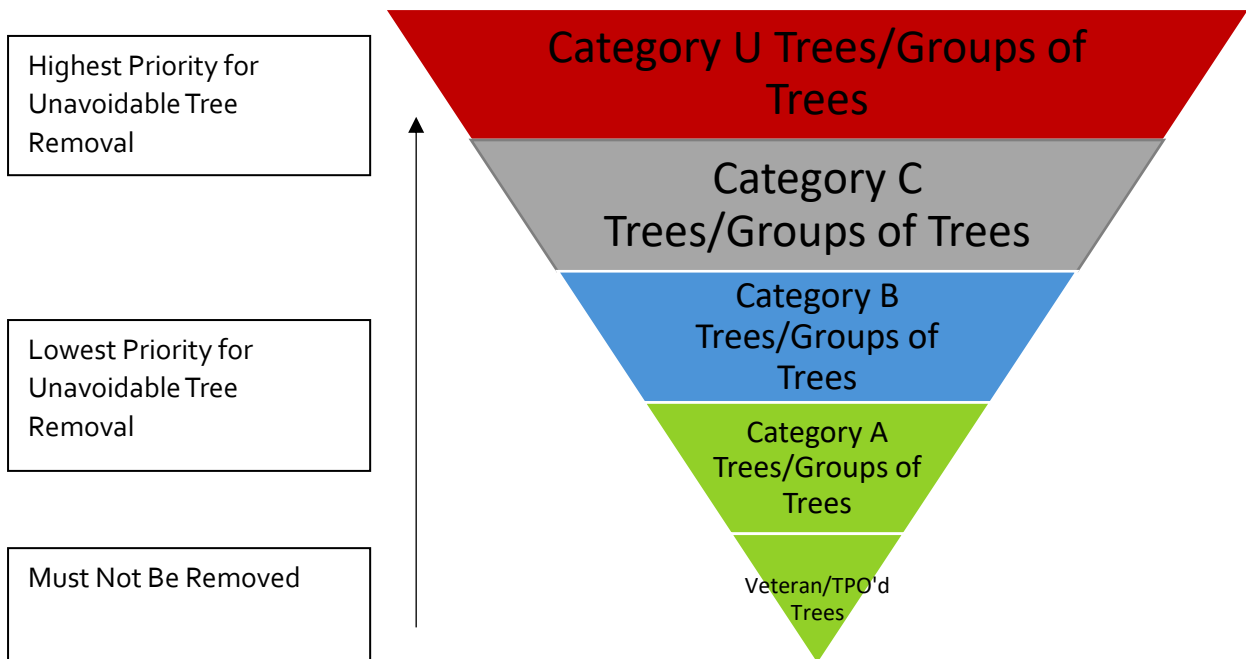 Highest Priority for
Unavoidable Tree
Removal
Lowest Priority for
Unavoidable Tree
Removal
Must Not Be Removed
Category U Trees/Groups of
Trees
Category C
Trees/Groups of Trees
Category B
Trees/Groups of
Trees
Category A
Trees/Groups of
Trees
Veteran/TPO'd
Trees